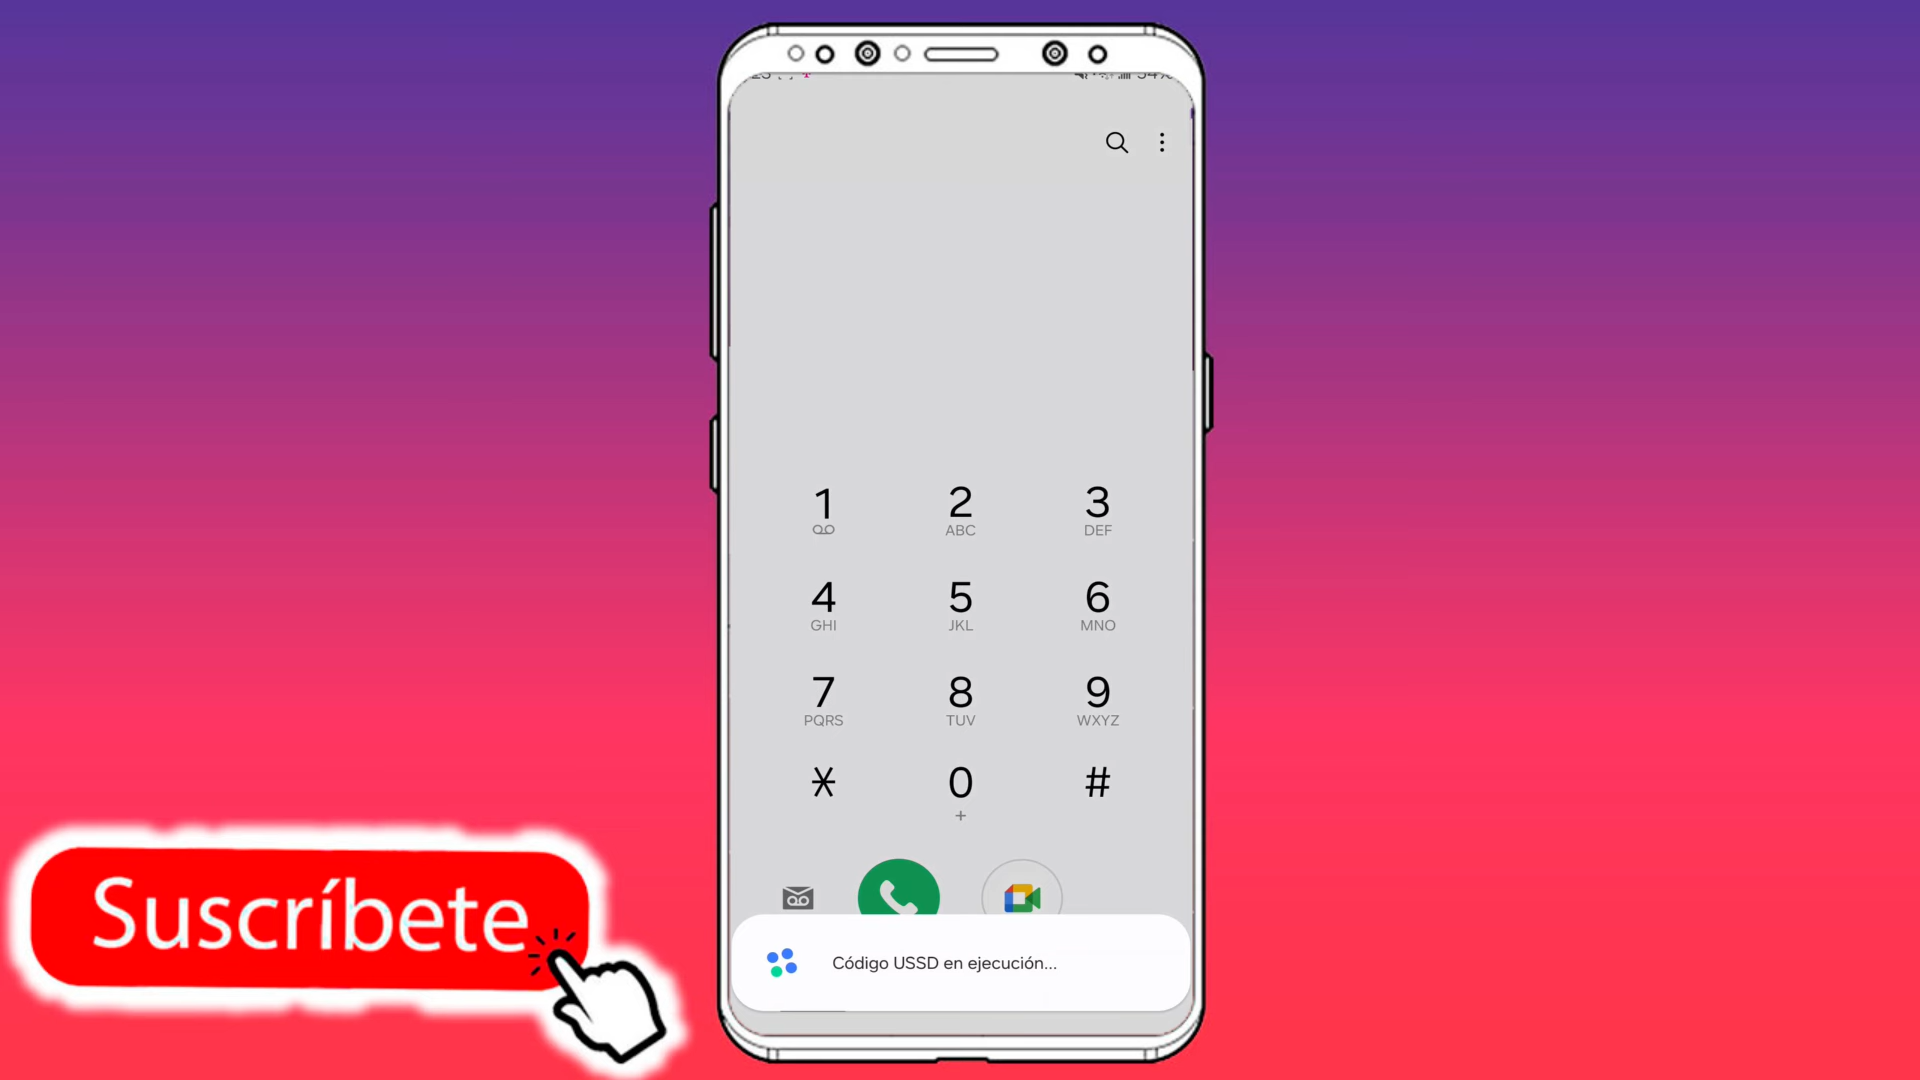 1
2
ABC
3
DEF
4
GHI
5
JKL
6
MNO
7
PQRS
8
TUV
9
WXYZ
*
0
+
#
Código USSD en ejecución...
Suscríbete